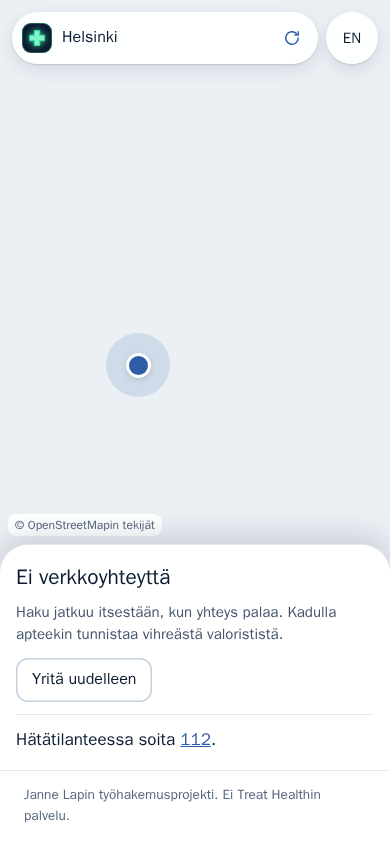 Helsinki
EN
© OpenStreetMapin tekijät
Ei verkkoyhteyttä
Haku jatkuu itsestään, kun yhteys palaa. Kadulla
apteekin tunnistaa vihreästä valorististä.
Yritä uudelleen
Hätätilanteessa soita 112.
Janne Lapin työhakemusprojekti. Ei Treat Healthin
palvelu.